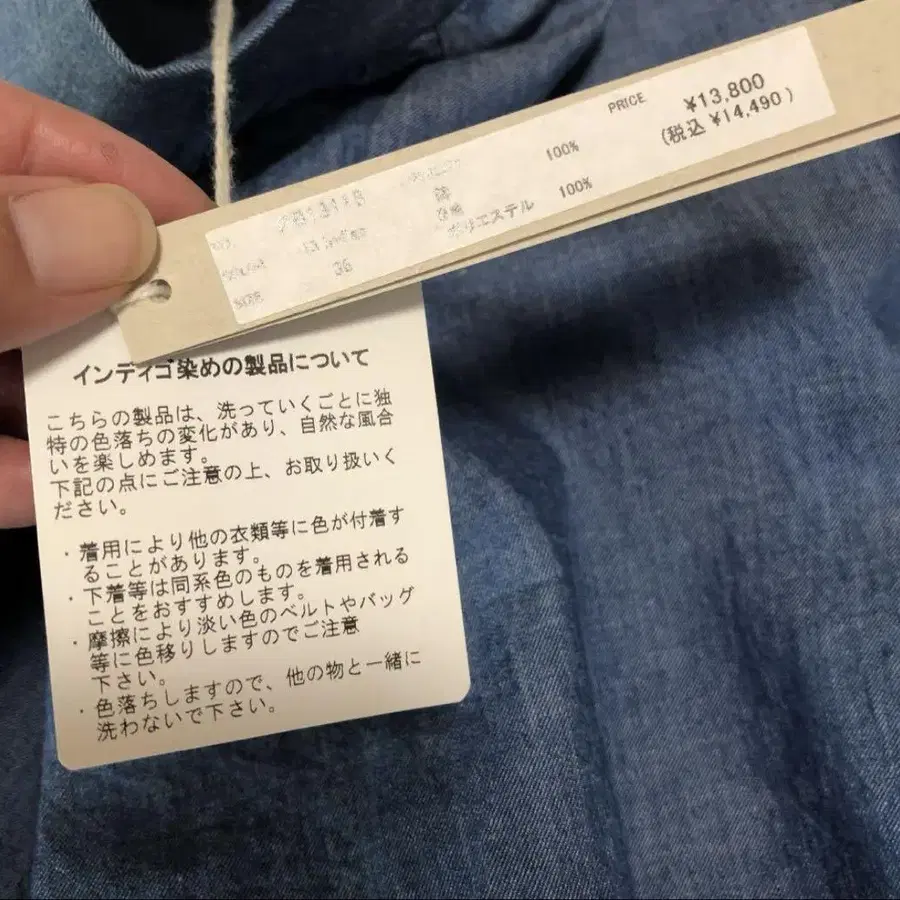 PRICE ¥13,800
(税込 ¥14,490)
100%
綿
ポリエステル 100%
SIZE 36
インディゴ染めの製品について
こちらの製品は、洗っていくごとに独
特の色落ちの変化があり、自然な風合
いを楽しめます。
下記の点にご注意の上、お取り扱いく
ださい。
・着用により他の衣類等に色が付着す
ることがあります。
・下着等は同系色のものを着用される
ことをおすすめします。
・摩擦により淡い色のベルトやバッグ
等に色移りしますのでご注意
下さい。
・色落ちしますので、他の物と一緒に
洗わないで下さい。